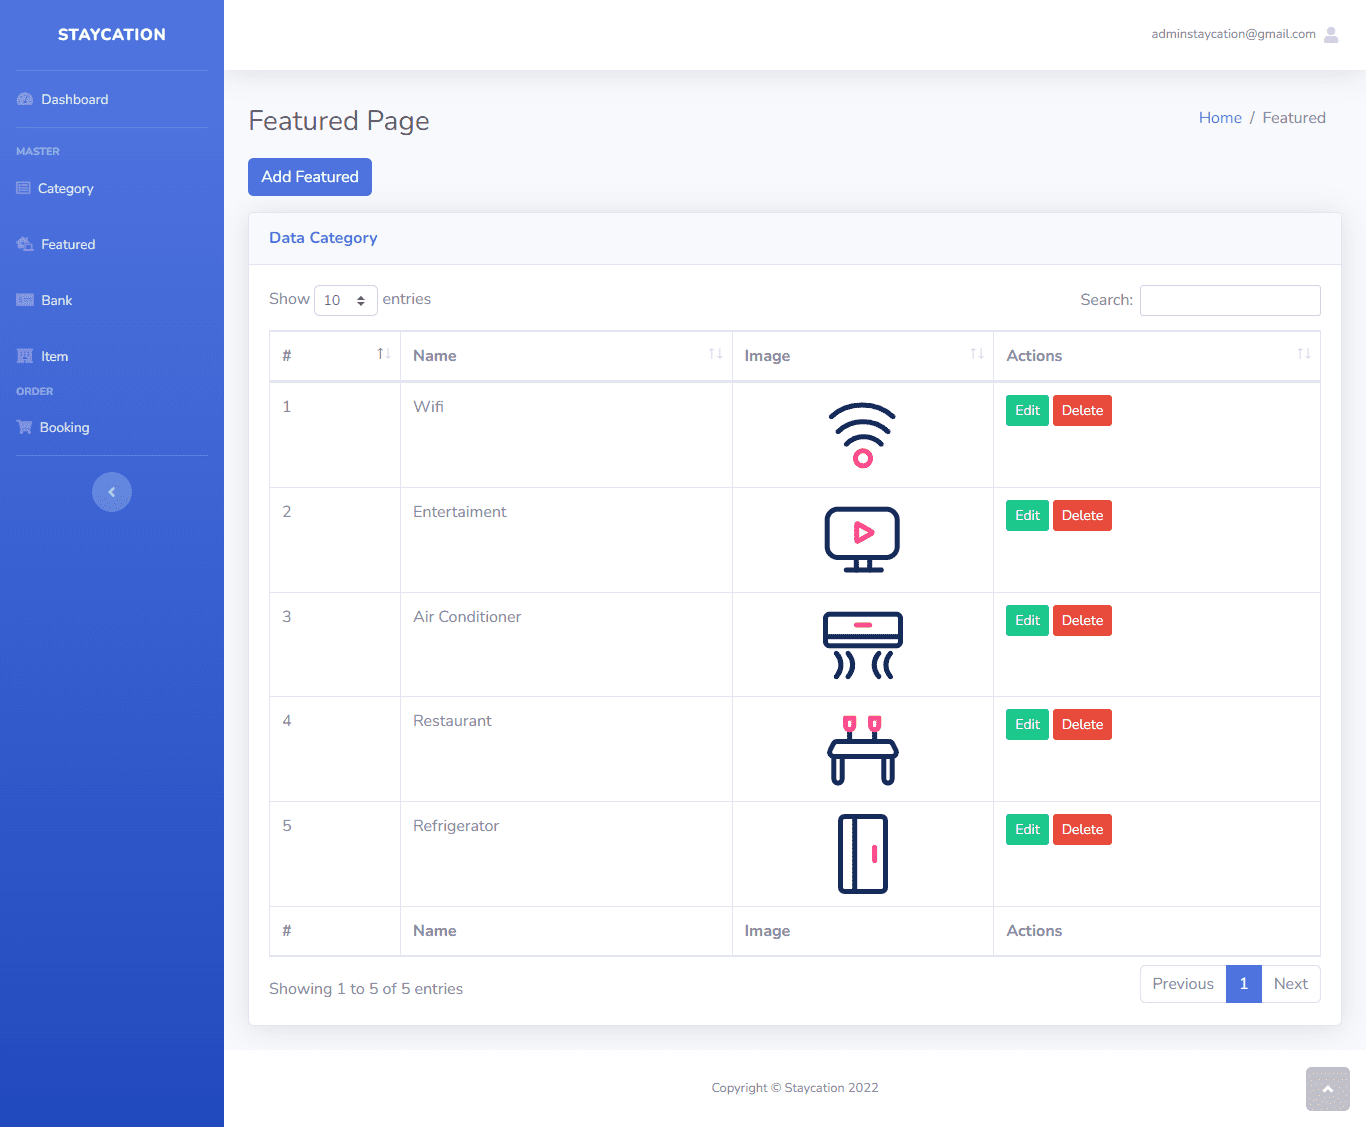 STAYCATION
adminstaycation@gmail.com
Dashboard
MASTER
Category
Featured
Bank
Item
ORDER
Booking
Featured Page
Home / Featured
Add Featured
Data Category
Show 10 entries
Search:
# Name Image Actions
1 Wifi Edit Delete
2 Entertaiment Edit Delete
3 Air Conditioner Edit Delete
4 Restaurant Edit Delete
5 Refrigerator Edit Delete
# Name Image Actions
Showing 1 to 5 of 5 entries
Previous 1 Next
Copyright © Staycation 2022